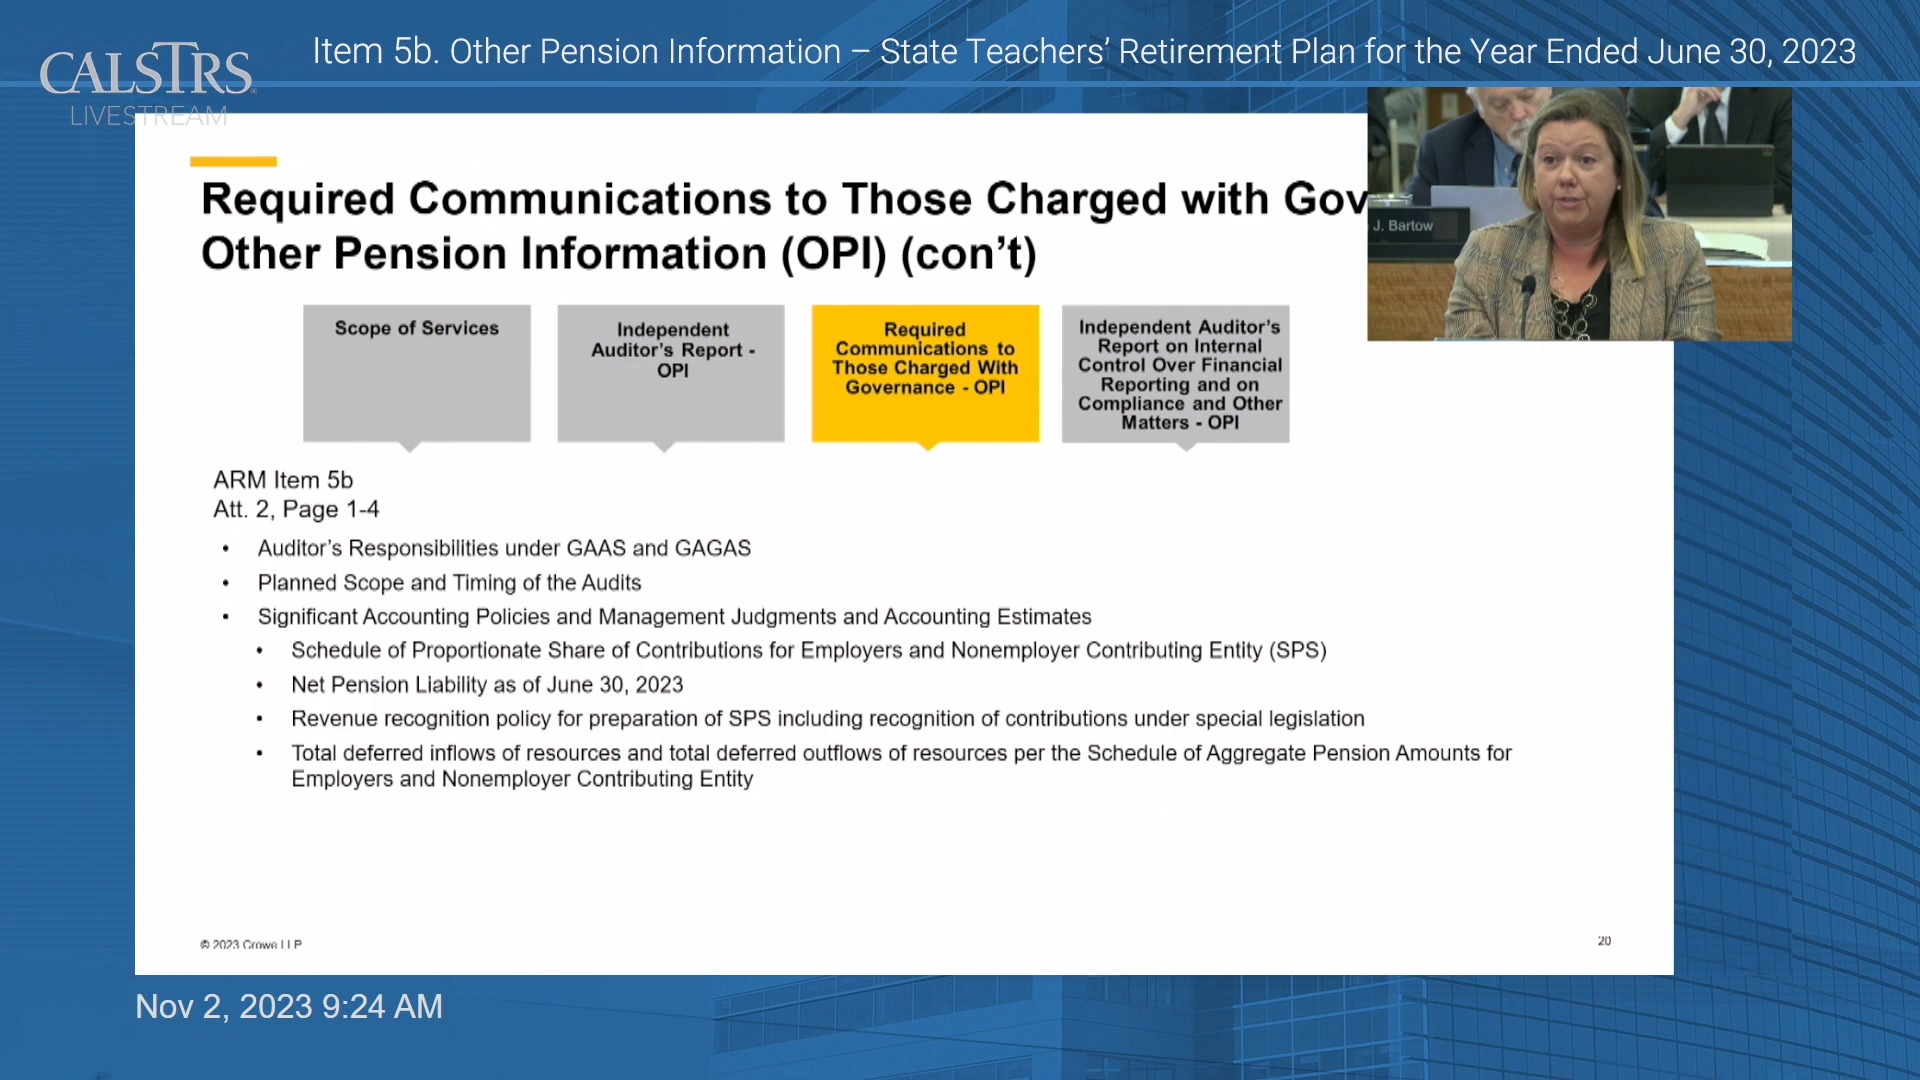 CALSTRS
LIVESTREAM
Item 5b. Other Pension Information – State Teachers’ Retirement Plan for the Year Ended June 30, 2023
Required Communications to Those Charged with Gov
Other Pension Information (OPI) (con’t)
J. Bartow
Scope of Services
Independent
Auditor’s Report -
OPI
Required
Communications to
Those Charged With
Governance - OPI
Independent Auditor’s
Report on Internal
Control Over Financial
Reporting and on
Compliance and Other
Matters - OPI
ARM Item 5b
Att. 2, Page 1-4
• Auditor’s Responsibilities under GAAS and GAGAS
• Planned Scope and Timing of the Audits
• Significant Accounting Policies and Management Judgments and Accounting Estimates
• Schedule of Proportionate Share of Contributions for Employers and Nonemployer Contributing Entity (SPS)
• Net Pension Liability as of June 30, 2023
• Revenue recognition policy for preparation of SPS including recognition of contributions under special legislation
• Total deferred inflows of resources and total deferred outflows of resources per the Schedule of Aggregate Pension Amounts for
Employers and Nonemployer Contributing Entity
© 2023 Crowe LLP
20
Nov 2, 2023 9:24 AM